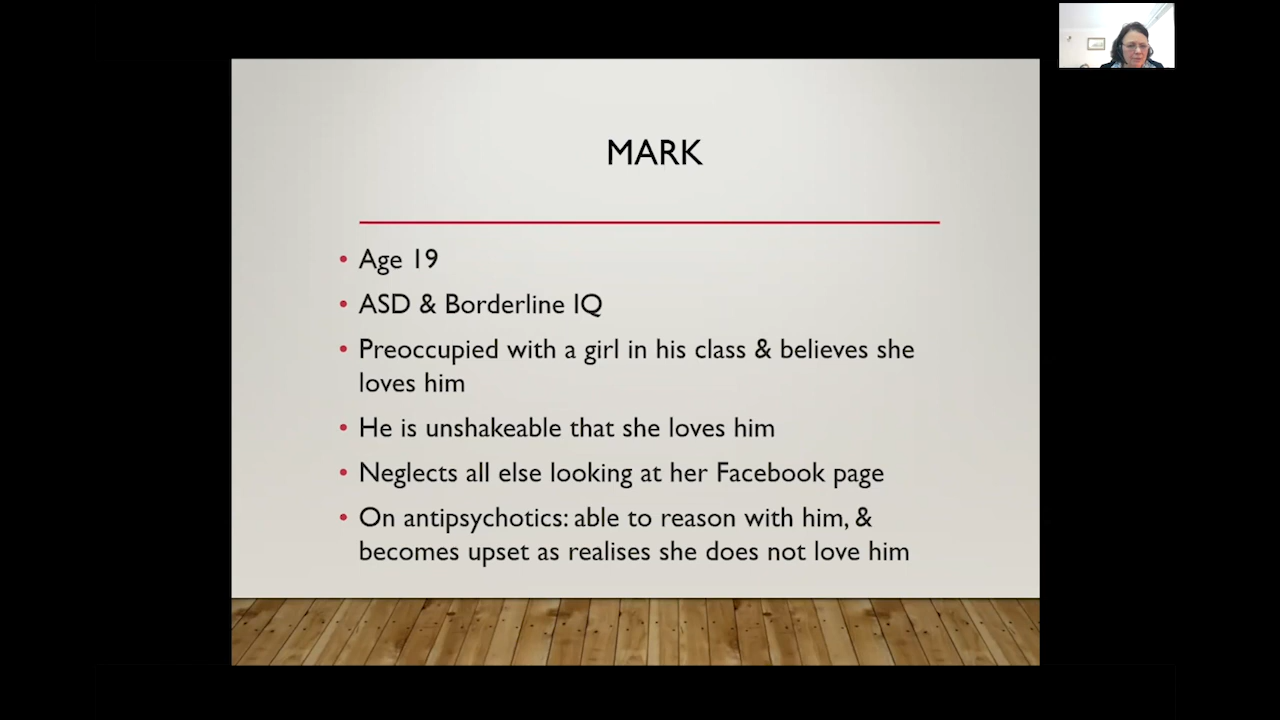 MARK
• Age 19
• ASD & Borderline IQ
• Preoccupied with a girl in his class & believes she
loves him
• He is unshakeable that she loves him
• Neglects all else looking at her Facebook page
• On antipsychotics: able to reason with him, &
becomes upset as realises she does not love him